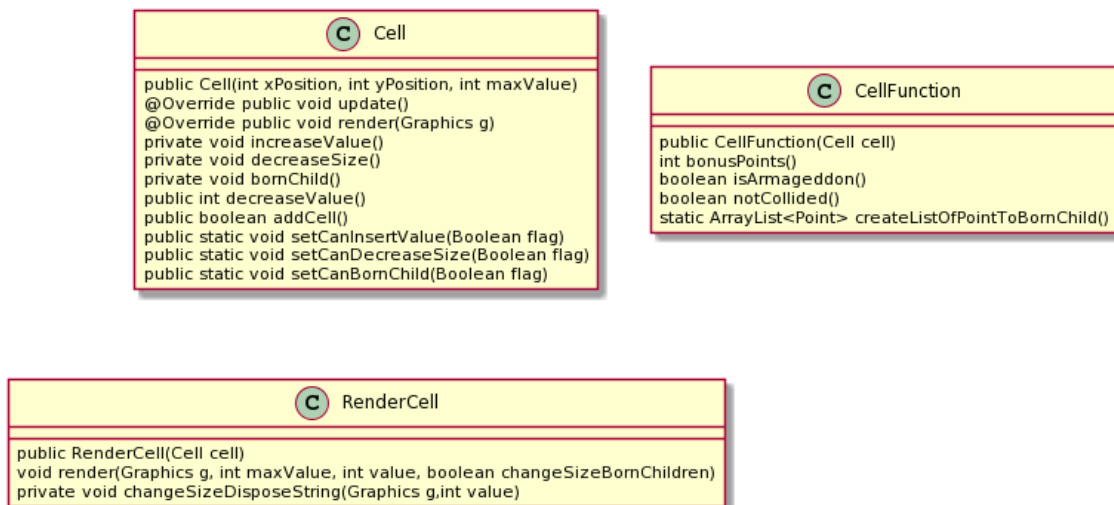 C Cell
public Cell(int xPosition, int yPosition, int maxValue)
@Override public void update()
@Override public void render(Graphics g)
private void increaseValue()
private void decreaseSize()
private void bornChild()
public int decreaseValue()
public boolean addCell()
public static void setCanInsertValue(Boolean flag)
public static void setCanDecreaseSize(Boolean flag)
public static void setCanBornChild(Boolean flag)
C CellFunction
public CellFunction(Cell cell)
int bonusPoints()
boolean isArmageddon()
boolean notCollided()
static ArrayList<Point> createListOfPointToBornChild()
C RenderCell
public RenderCell(Cell cell)
void render(Graphics g, int maxValue, int value, boolean changeSizeBornChildren)
private void changeSizeDisposeString(Graphics g,int value)